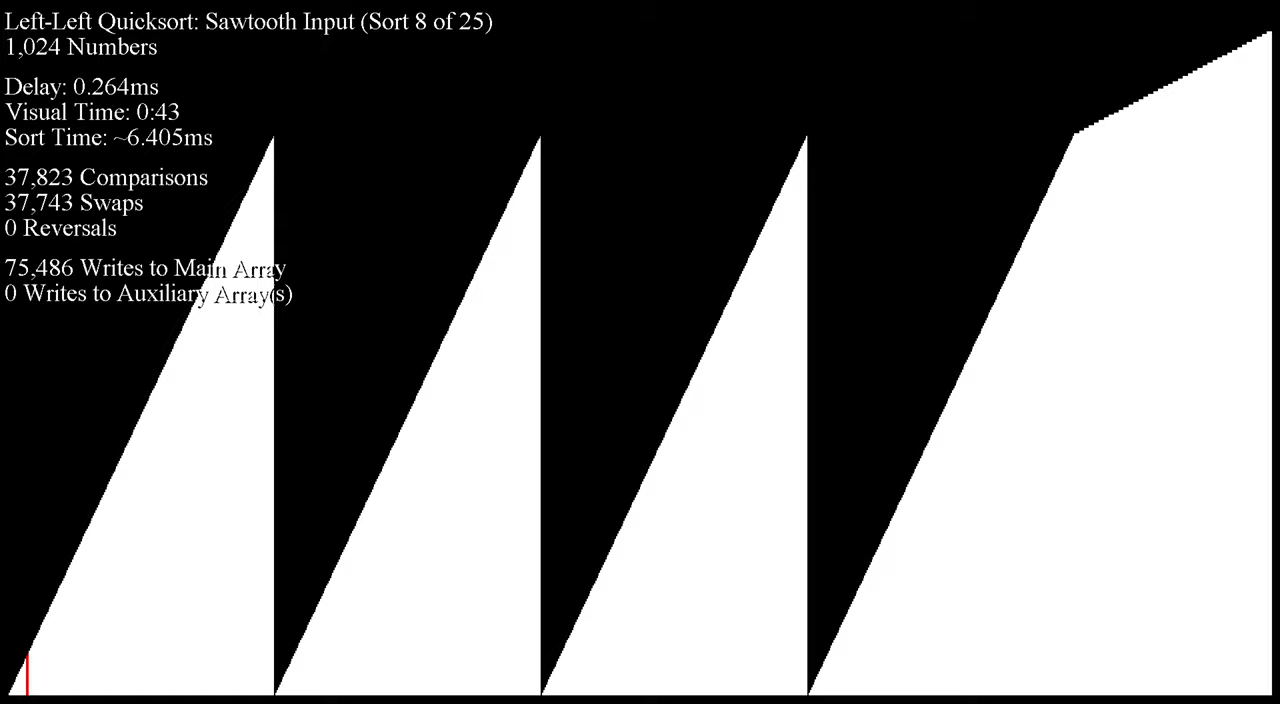 Left-Left Quicksort: Sawtooth Input (Sort 8 of 25)
1,024 Numbers
Delay: 0.264ms
Visual Time: 0:43
Sort Time: ~6.405ms
37,823 Comparisons
37,743 Swaps
0 Reversals
75,486 Writes to Main Array
0 Writes to Auxiliary Array(s)